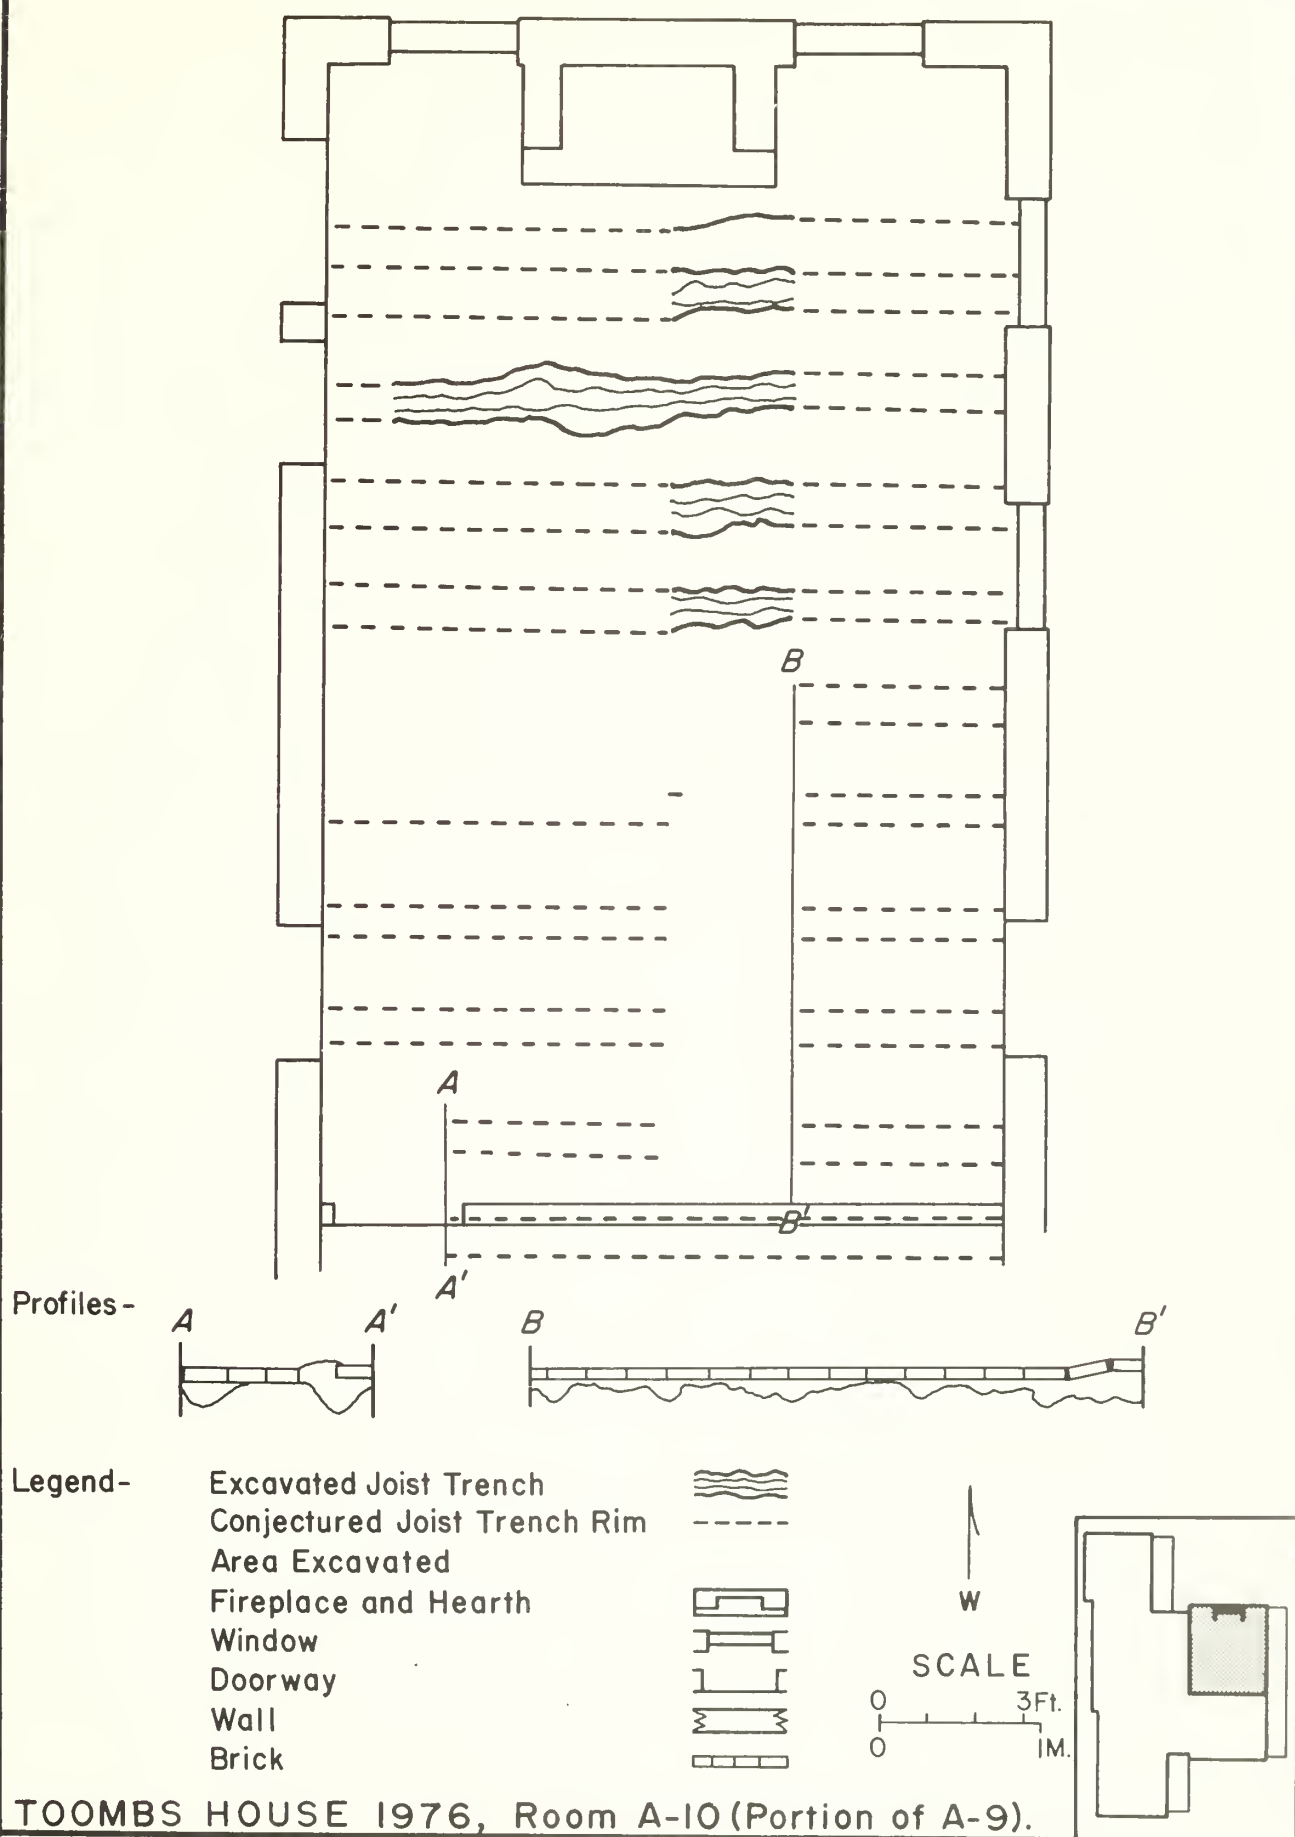 B
A
B'
A'
Profiles-
A A' B B'
Legend-
Excavated Joist Trench
Conjectured Joist Trench Rim
Area Excavated
Fireplace and Hearth
Window
Doorway
Wall
Brick
W
SCALE
0 3Ft.
0 1M.
TOOMBS HOUSE 1976, Room A-10 (Portion of A-9).